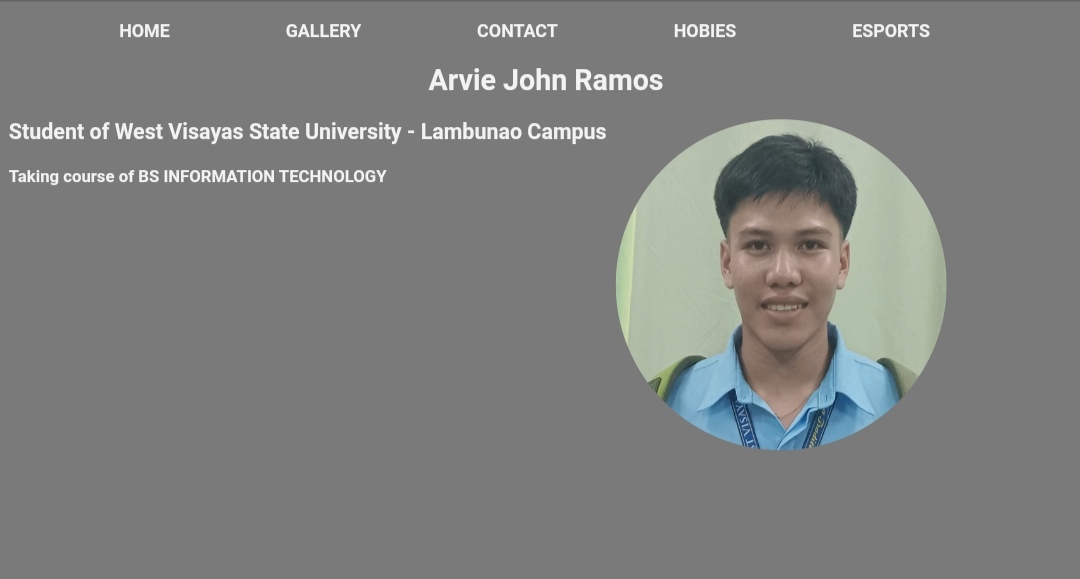 HOME GALLERY CONTACT HOBIES ESPORTS
Arvie John Ramos
Student of West Visayas State University - Lambunao Campus
Taking course of BS INFORMATION TECHNOLOGY
T VISAY